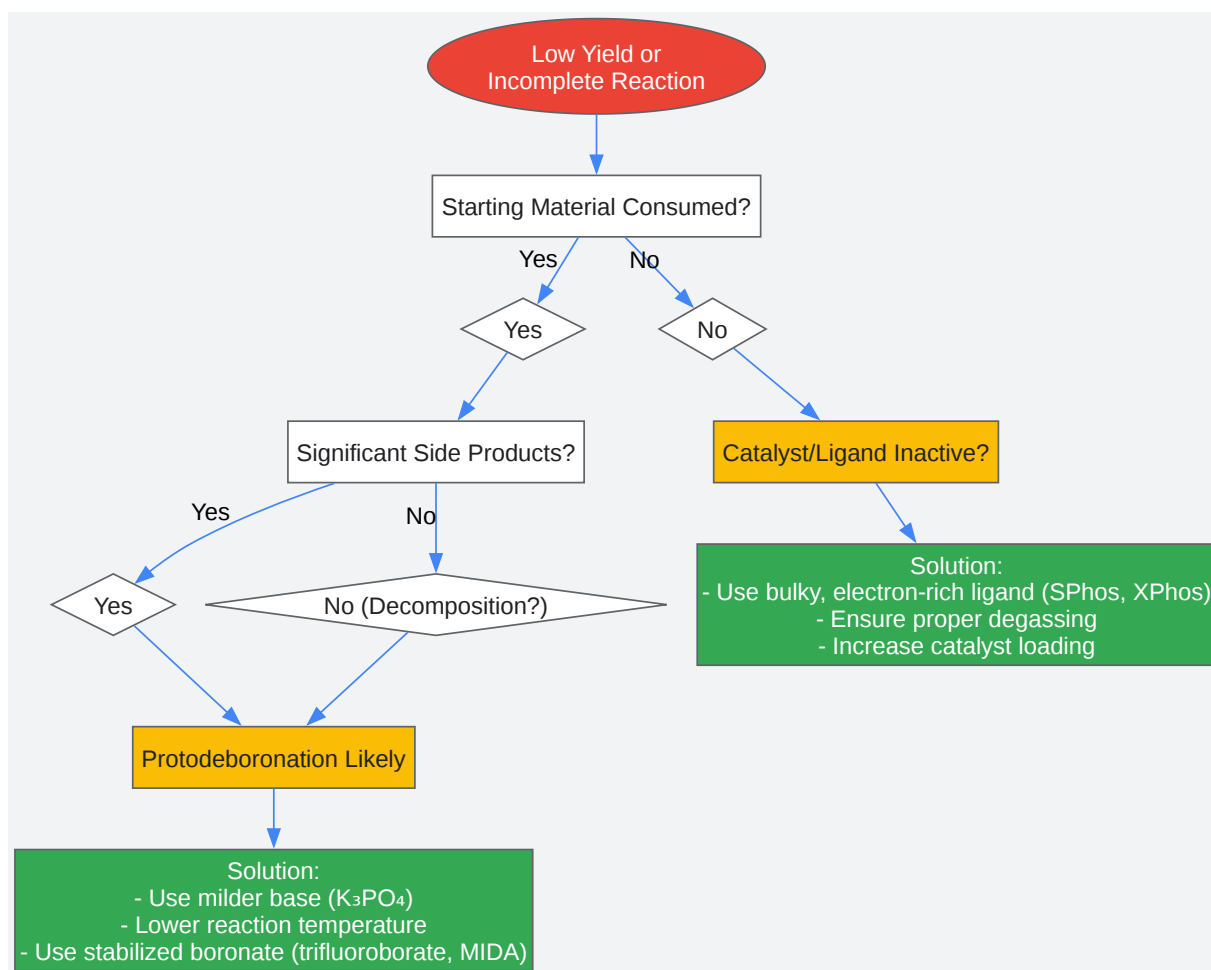 Low Yield or
Incomplete Reaction
Starting Material Consumed?
Yes
No
Yes
No
Significant Side Products?
Catalyst/Ligand Inactive?
Yes
No
Solution:
- Use bulky, electron-rich ligand (SPhos, XPhos)
- Ensure proper degassing
- Increase catalyst loading
Yes
No (Decomposition?)
Protodeboronation Likely
Solution:
- Use milder base (K₃PO₄)
- Lower reaction temperature
- Use stabilized boronate (trifluoroborate, MIDA)